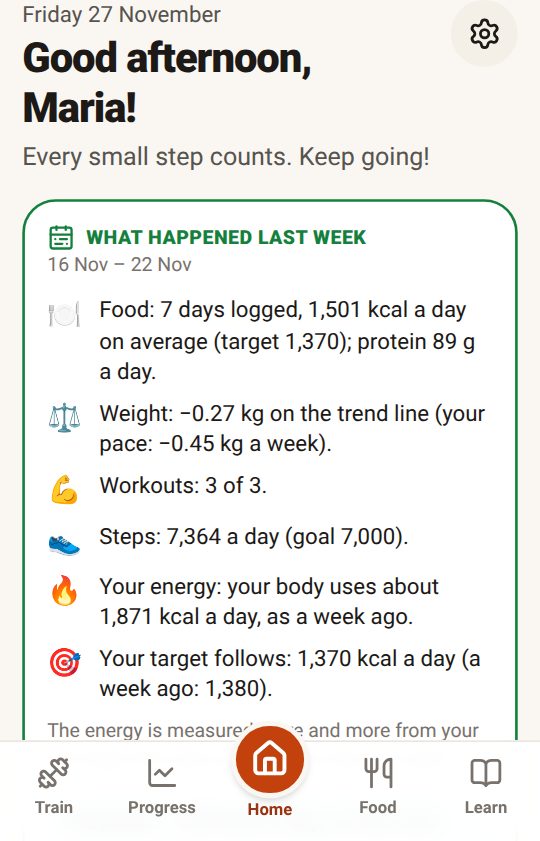 Friday 27 November
Good afternoon,
Maria!
Every small step counts. Keep going!
WHAT HAPPENED LAST WEEK
16 Nov – 22 Nov
Food: 7 days logged, 1,501 kcal a day
on average (target 1,370); protein 89 g
a day.
Weight: −0.27 kg on the trend line (your
pace: −0.45 kg a week).
Workouts: 3 of 3.
Steps: 7,364 a day (goal 7,000).
Your energy: your body uses about
1,871 kcal a day, as a week ago.
Your target follows: 1,370 kcal a day (a
week ago: 1,380).
The energy is measured and more from your
Train
Progress
Home
Food
Learn